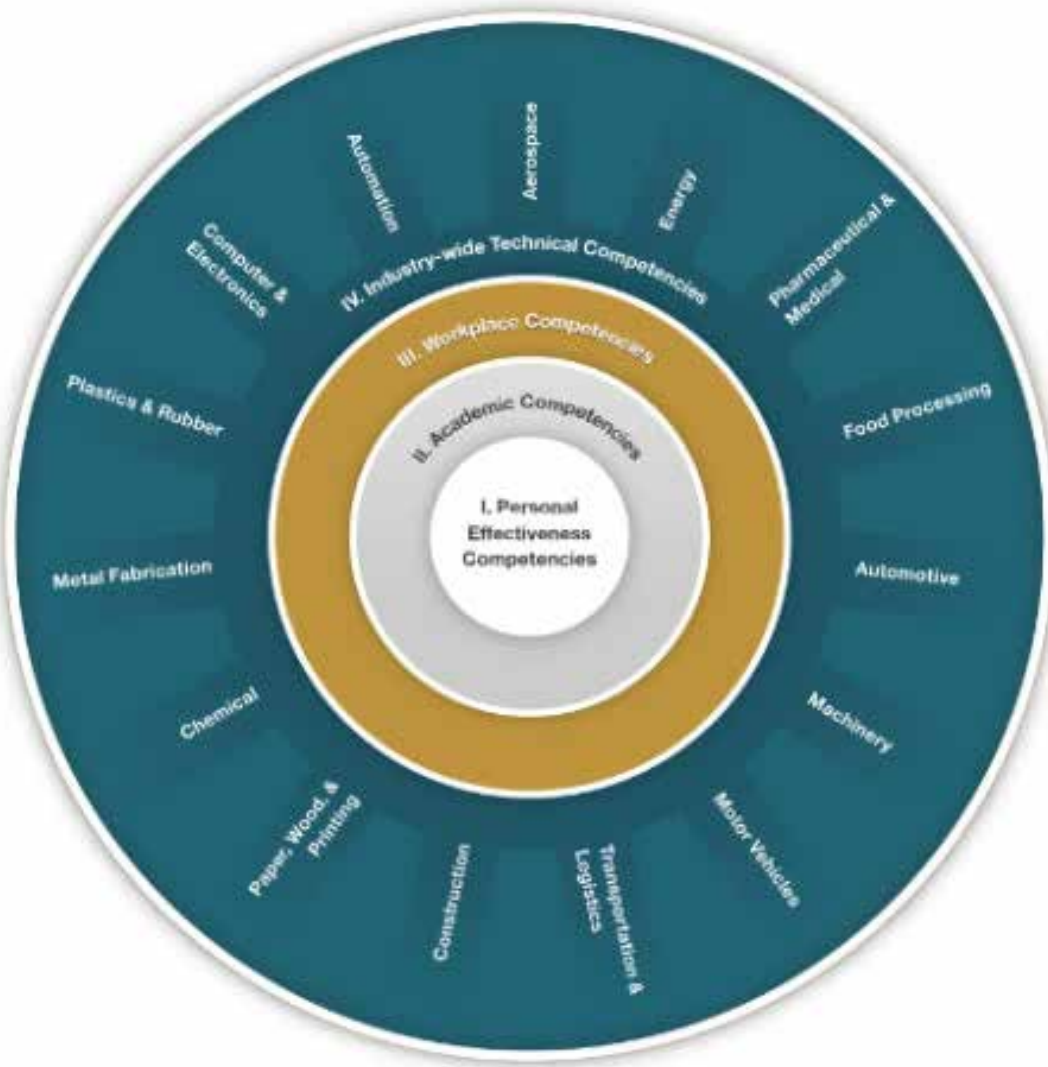 Aerospace
Energy
Pharmaceutical &
Medical
Food Processing
Automotive
Machinery
Motor Vehicles
Transportation &
Logistics
Construction
Paper, Wood, &
Printing
Chemical
Metal Fabrication
Plastics & Rubber
Computer &
Electronics
Automation
IV. Industry-wide Technical Competencies
III. Workplace Competencies
II. Academic Competencies
I. Personal
Effectiveness
Competencies